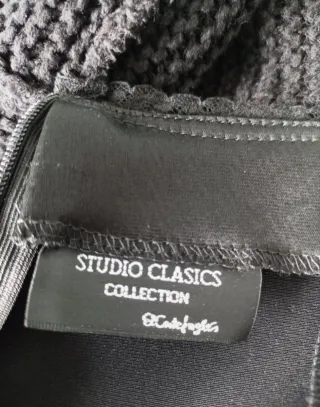 STUDIO CLASICS
COLLECTION
El Corte Inglés